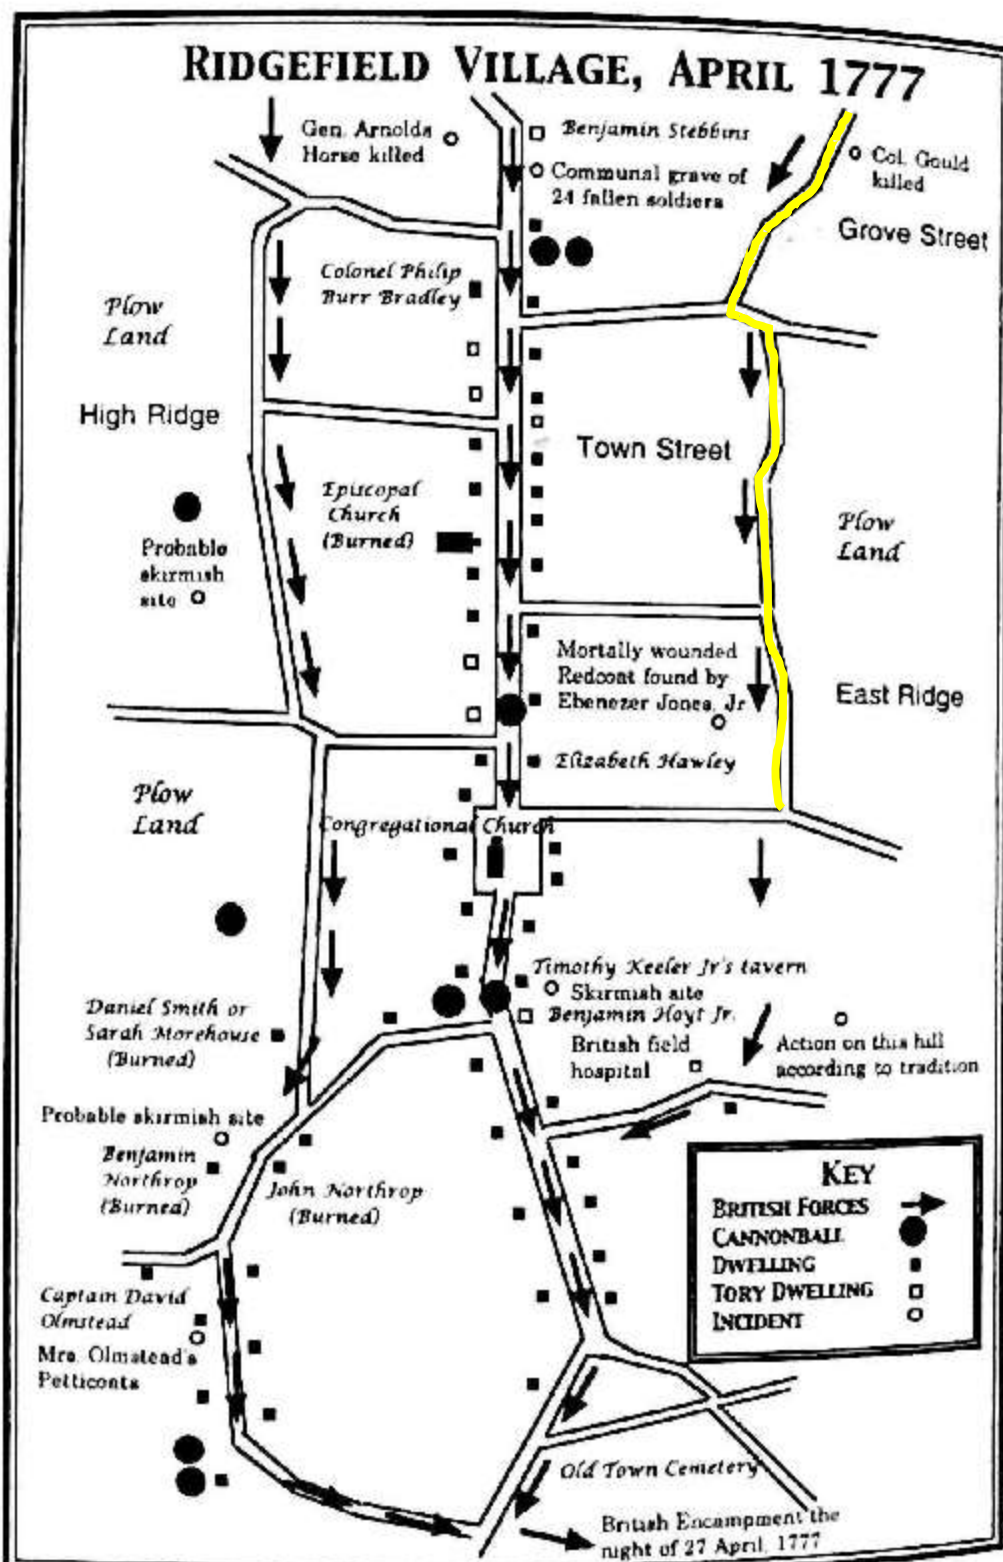 RIDGEFIELD VILLAGE, APRIL 1777
Gen. Arnolds
Horse killed
Benjamin Stebbins
Communal grave of
24 fallen soldiers
Col. Gould
killed
Grove Street
Colonel Philip
Burr Bradley
Plow
Land
High Ridge
Town Street
Episcopal
Church
(Burned)
Plow
Land
Probable
skirmish
site
Mortally wounded
Redcoat found by
Ebenezer Jones, Jr
East Ridge
Elizabeth Hawley
Plow
Land
Congregational Church
Timothy Keeler Jr's tavern
Skirmish site
Benjamin Hoyt Jr.
Daniel Smith or
Sarah Morehouse
(Burned)
British field
hospital
Action on this hill
according to tradition
Probable skirmish site
Benjamin
Northrop
(Burned)
John Northrop
(Burned)
KEY
BRITISH FORCES
CANNONBALL
DWELLING
TORY DWELLING
INCIDENT
Captain David
Olmstead
Mrs. Olmstead's
Petticoats
Old Town Cemetery
British Encampment the
night of 27 April, 1777